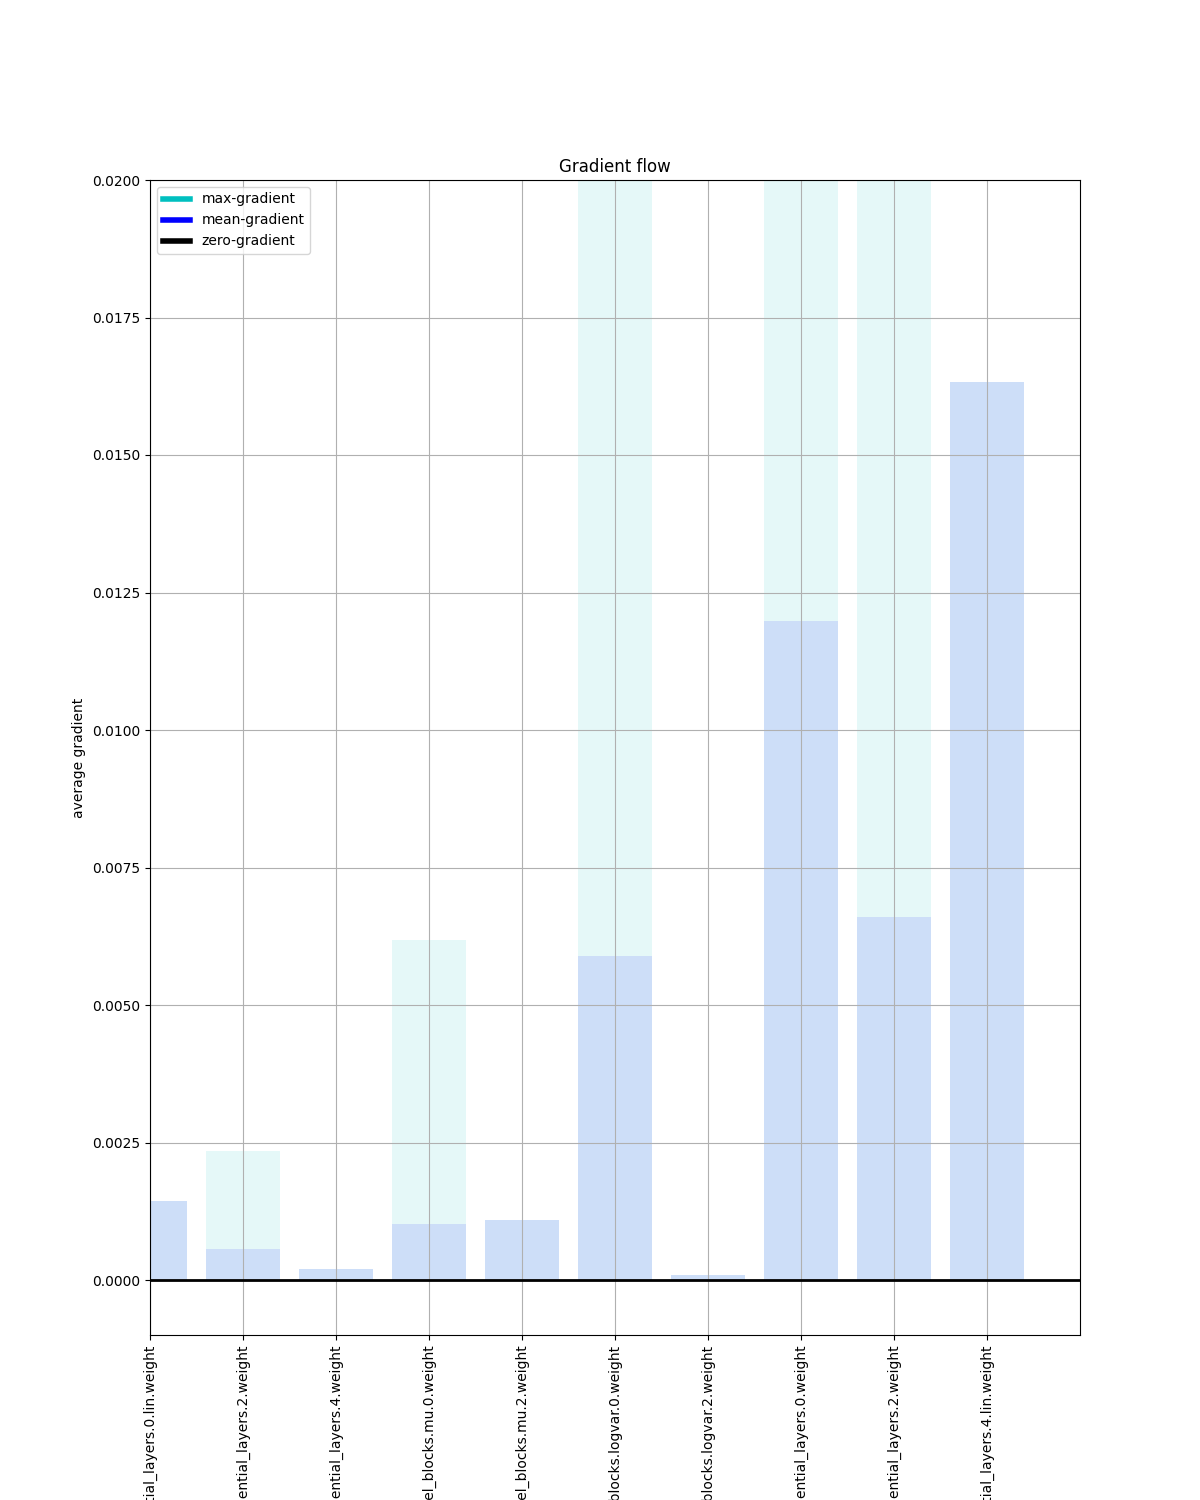 Gradient flow
max-gradient
mean-gradient
zero-gradient
0.0200
0.0175
0.0150
0.0125
0.0100
0.0075
0.0050
0.0025
0.0000
average gradient
tial_layers.0.lin.weight
ential_layers.2.weight
ential_layers.4.weight
el_blocks.mu.0.weight
el_blocks.mu.2.weight
blocks.logvar.0.weight
blocks.logvar.2.weight
ential_layers.0.weight
ential_layers.2.weight
tial_layers.4.lin.weight